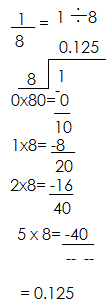 1/8 = 1 ÷ 8
0.125
8 1
0x80= -0
10
1x8= -8
20
2x8= -16
40
5 x 8= -40
-- --
= 0.125